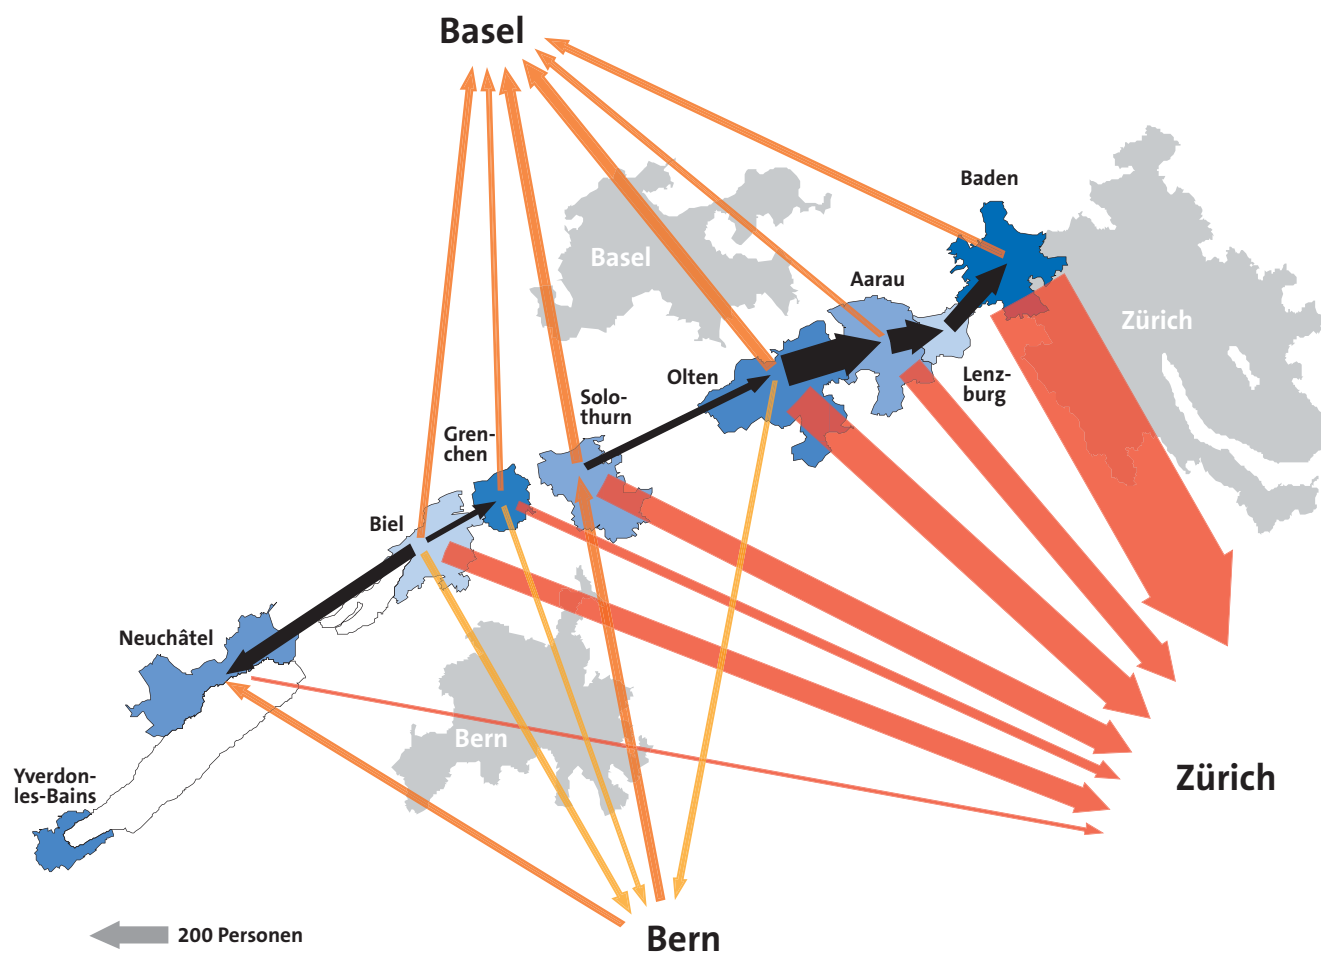 Basel
Baden
Basel
Aarau
Zürich
Olten
Lenz-
burg
Solo-
thurn
Gren-
chen
Biel
Neuchâtel
Bern
Zürich
Yverdon-
les-Bains
200 Personen
Bern